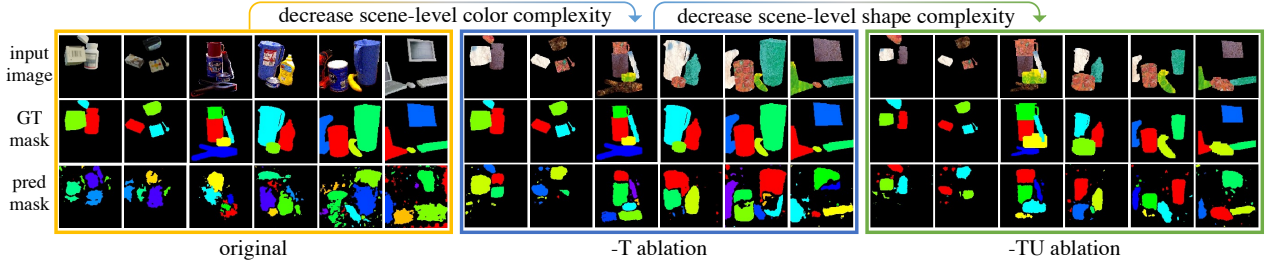 decrease scene-level color complexity
decrease scene-level shape complexity
input
image
GT
mask
pred
mask
original
-T ablation
-TU ablation